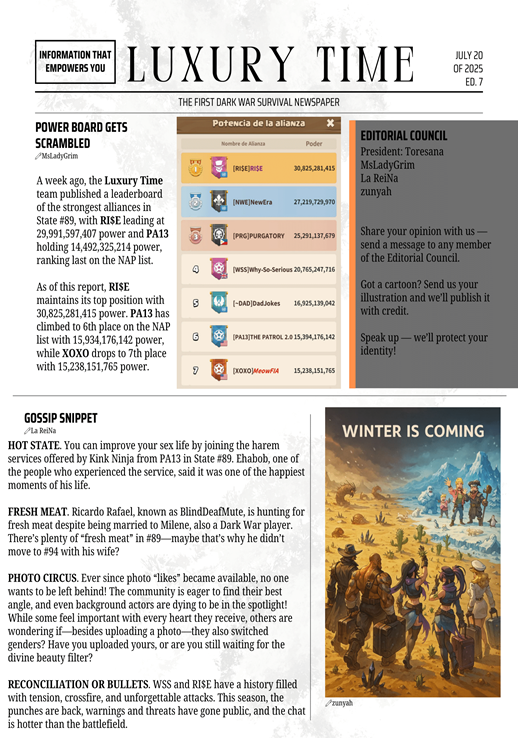 INFORMATION THAT
EMPOWERS YOU
LUXURY TIME
JULY 20
OF 2025
ED. 7
THE FIRST DARK WAR SURVIVAL NEWSPAPER
POWER BOARD GETS
SCRAMBLED
MsLadyGrim
A week ago, the Luxury Time
team published a leaderboard
of the strongest alliances in
State #89, with RI$E leading at
29,991,597,407 power and PA13
holding 14,492,325,214 power,
ranking last on the NAP list.
As of this report, RI$E
maintains its top position with
30,825,281,415 power. PA13 has
climbed to 6th place on the NAP
list with 15,934,176,142 power,
while XOXO drops to 7th place
with 15,238,151,765 power.
Potencia de la alianza
Nombre de Alianza Poder
1 [RI$E]RI$E 30,825,281,415
2 [NWE]NewEra 27,219,729,970
3 [PRG]PURGATORY 25,291,137,679
4 [WSS]Why-So-Serious 20,765,247,716
5 [~DAD]DadJokes 16,925,139,042
6 [PA13]THE PATROL 2.0 15,394,176,142
7 [XOXO]MeowFIA 15,238,151,765
EDITORIAL COUNCIL
President: Toresana
MsLadyGrim
La ReiNa
zunyah
Share your opinion with us —
send a message to any member
of the Editorial Council.
Got a cartoon? Send us your
illustration and we’ll publish it
with credit.
Speak up — we’ll protect your
identity!
GOSSIP SNIPPET
La ReiNa
HOT STATE. You can improve your sex life by joining the harem
services offered by Kink Ninja from PA13 in State #89. Ehabob, one of
the people who experienced the service, said it was one of the happiest
moments of his life.
FRESH MEAT. Ricardo Rafael, known as BlindDeafMute, is hunting for
fresh meat despite being married to Milene, also a Dark War player.
There’s plenty of “fresh meat” in #89—maybe that’s why he didn’t
move to #94 with his wife?
PHOTO CIRCUS. Ever since photo “likes” became available, no one
wants to be left behind! The community is eager to find their best
angle, and even background actors are dying to be in the spotlight!
While some feel important with every heart they receive, others are
wondering if—besides uploading a photo—they also switched
genders? Have you uploaded yours, or are you still waiting for the
divine beauty filter?
RECONCILIATION OR BULLETS. WSS and RI$E have a history filled
with tension, crossfire, and unforgettable attacks. This season, the
punches are back, warnings and threats have gone public, and the chat
is hotter than the battlefield.
WINTER IS COMING
zunyah